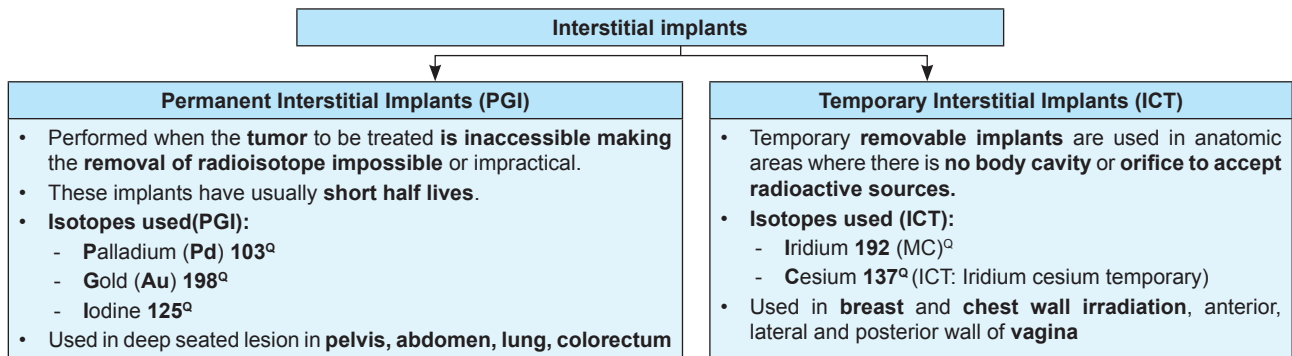 Interstitial implants
Permanent Interstitial Implants (PGI)
• Performed when the tumor to be treated is inaccessible making
the removal of radioisotope impossible or impractical.
• These implants have usually short half lives.
• Isotopes used(PGI):
- Palladium (Pd) 103Q
- Gold (Au) 198Q
- Iodine 125Q
• Used in deep seated lesion in pelvis, abdomen, lung, colorectum
Temporary Interstitial Implants (ICT)
• Temporary removable implants are used in anatomic
areas where there is no body cavity or orifice to accept
radioactive sources.
• Isotopes used (ICT):
- Iridium 192 (MC)Q
- Cesium 137Q (ICT: Iridium cesium temporary)
• Used in breast and chest wall irradiation, anterior,
lateral and posterior wall of vagina